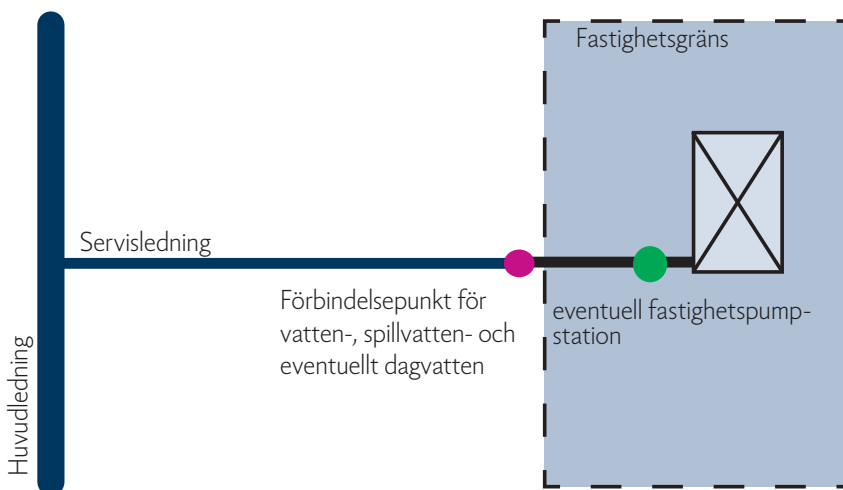 Fastighetsgräns
Servisledning
Förbindelsepunkt för
vatten-, spillvatten- och
eventuellt dagvatten
eventuell fastighetspump-
station
Huvudledning